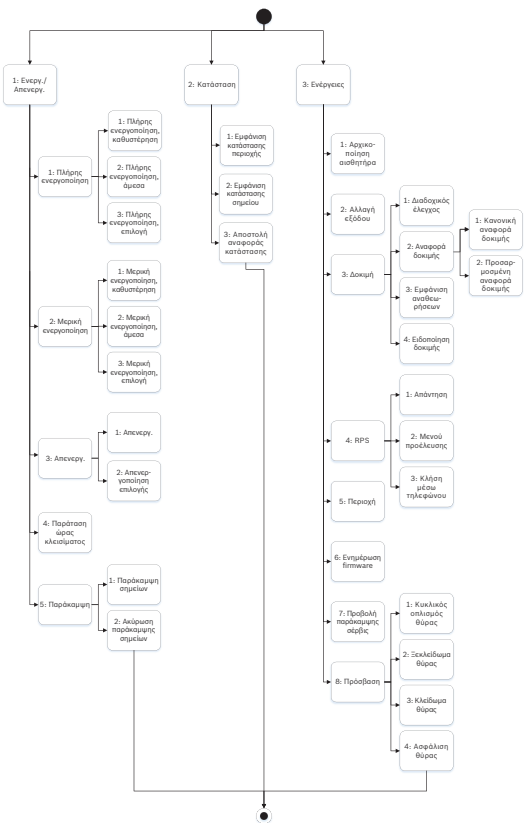 1: Ενεργ./
Απενεργ.
1: Πλήρης
ενεργοποίηση
1: Πλήρης
ενεργοποίηση,
καθυστέρηση
2: Πλήρης
ενεργοποίηση,
άμεσα
3: Πλήρης
ενεργοποίηση,
επιλογή
2: Μερική
ενεργοποίηση
1: Μερική
ενεργοποίηση,
καθυστέρηση
2: Μερική
ενεργοποίηση,
άμεσα
3: Μερική
ενεργοποίηση,
επιλογή
3: Απενεργ.
1: Απενεργ.
2: Απενερ-
γοποίηση
επιλογής
4: Παράταση
ώρας
κλεισίματος
5: Παράκαμψη
1: Παράκαμψη
σημείων
2: Ακύρωση
παράκαμψης
σημείων
2: Κατάσταση
1: Εμφάνιση
κατάστασης
περιοχής
2: Εμφάνιση
κατάστασης
σημείου
3: Αποστολή
αναφοράς
κατάστασης
3: Ενέργειες
1: Αρχικο-
ποίηση
αισθητήρα
2: Αλλαγή
εξόδου
3: Δοκιμή
1: Διαδοχικός
έλεγχος
2: Αναφορά
δοκιμής
1: Κανονική
αναφορά
δοκιμής
2: Προσαρ-
μοσμένη
αναφορά
δοκιμής
3: Εμφάνιση
αναθεω-
ρήσεων
4: Ειδοποίηση
δοκιμής
4: RPS
1: Απάντηση
2: Μενού
προέλευσης
3: Κλήση
μέσω
τηλεφώνου
5: Περιοχή
6: Ενημέρωση
firmware
7: Προβολή
παράκαμψης
σέρβις
8: Πρόσβαση
1: Κυκλικός
οπλισμός
θύρας
2: Ξεκλείδωμα
θύρας
3: Κλείδωμα
θύρας
4: Ασφάλιση
θύρας